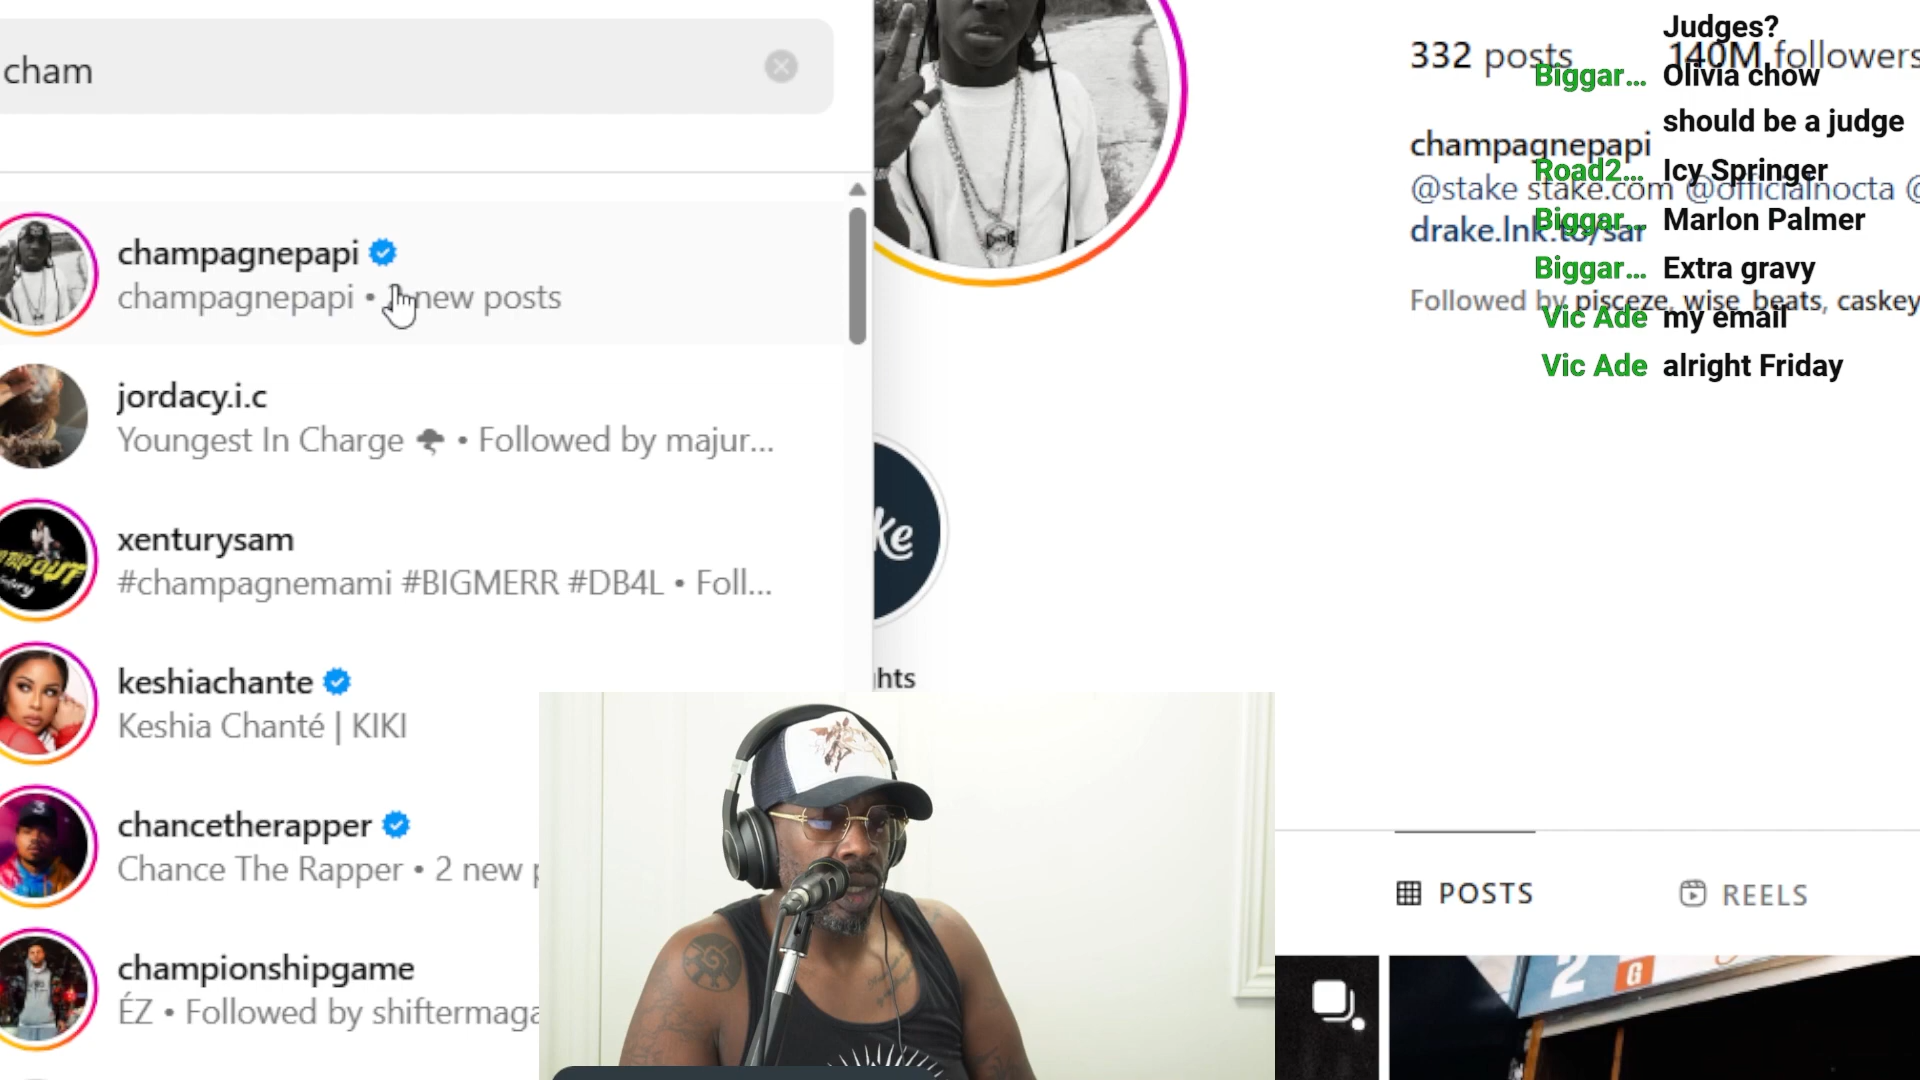 cham
champagnepapi
champagnepapi • new posts
jordacy.i.c
Youngest In Charge • Followed by majur...
xenturysam
#champagnemami #BIGMERR #DB4L • Foll...
keshiachante
Keshia Chanté | KIKI
chancetherapper
Chance The Rapper • 2 new
championshipgame
ÉZ • Followed by shiftermaga
332 posts 140M followers
champagnepapi
@stake stake.com @officialnocta @
drake.lnk.to/sar
Followed by pisceze, wise_beats, caskey
Judges?
Biggar... Olivia chow
should be a judge
Road2... Icy Springer
Biggar... Marlon Palmer
Biggar... Extra gravy
Vic Ade my email
Vic Ade alright Friday
ke
hts
POSTS
REELS
2 G